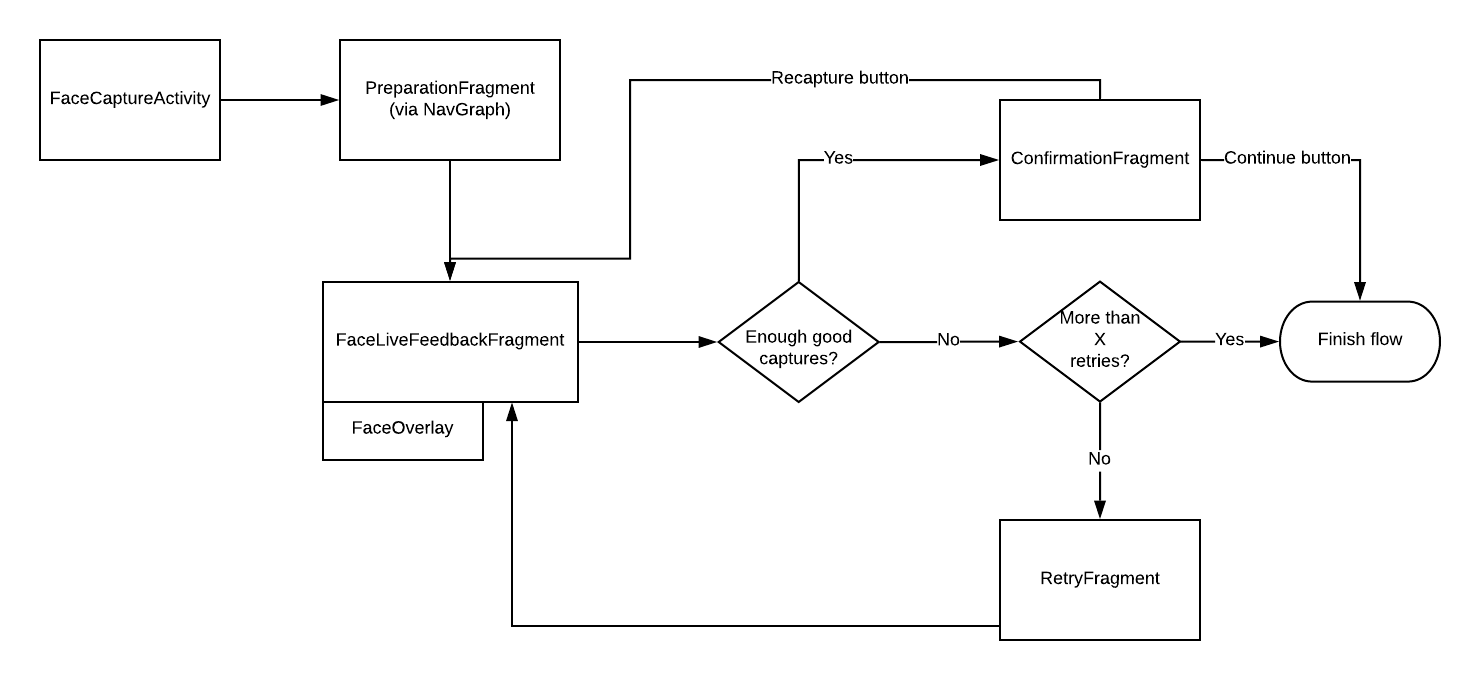 FaceCaptureActivity
PreparationFragment
(via NavGraph)
Recapture button
Yes
ConfirmationFragment
Continue button
FaceLiveFeedbackFragment
Enough good
captures?
No
More than
X
retries?
Yes
Finish flow
FaceOverlay
No
RetryFragment